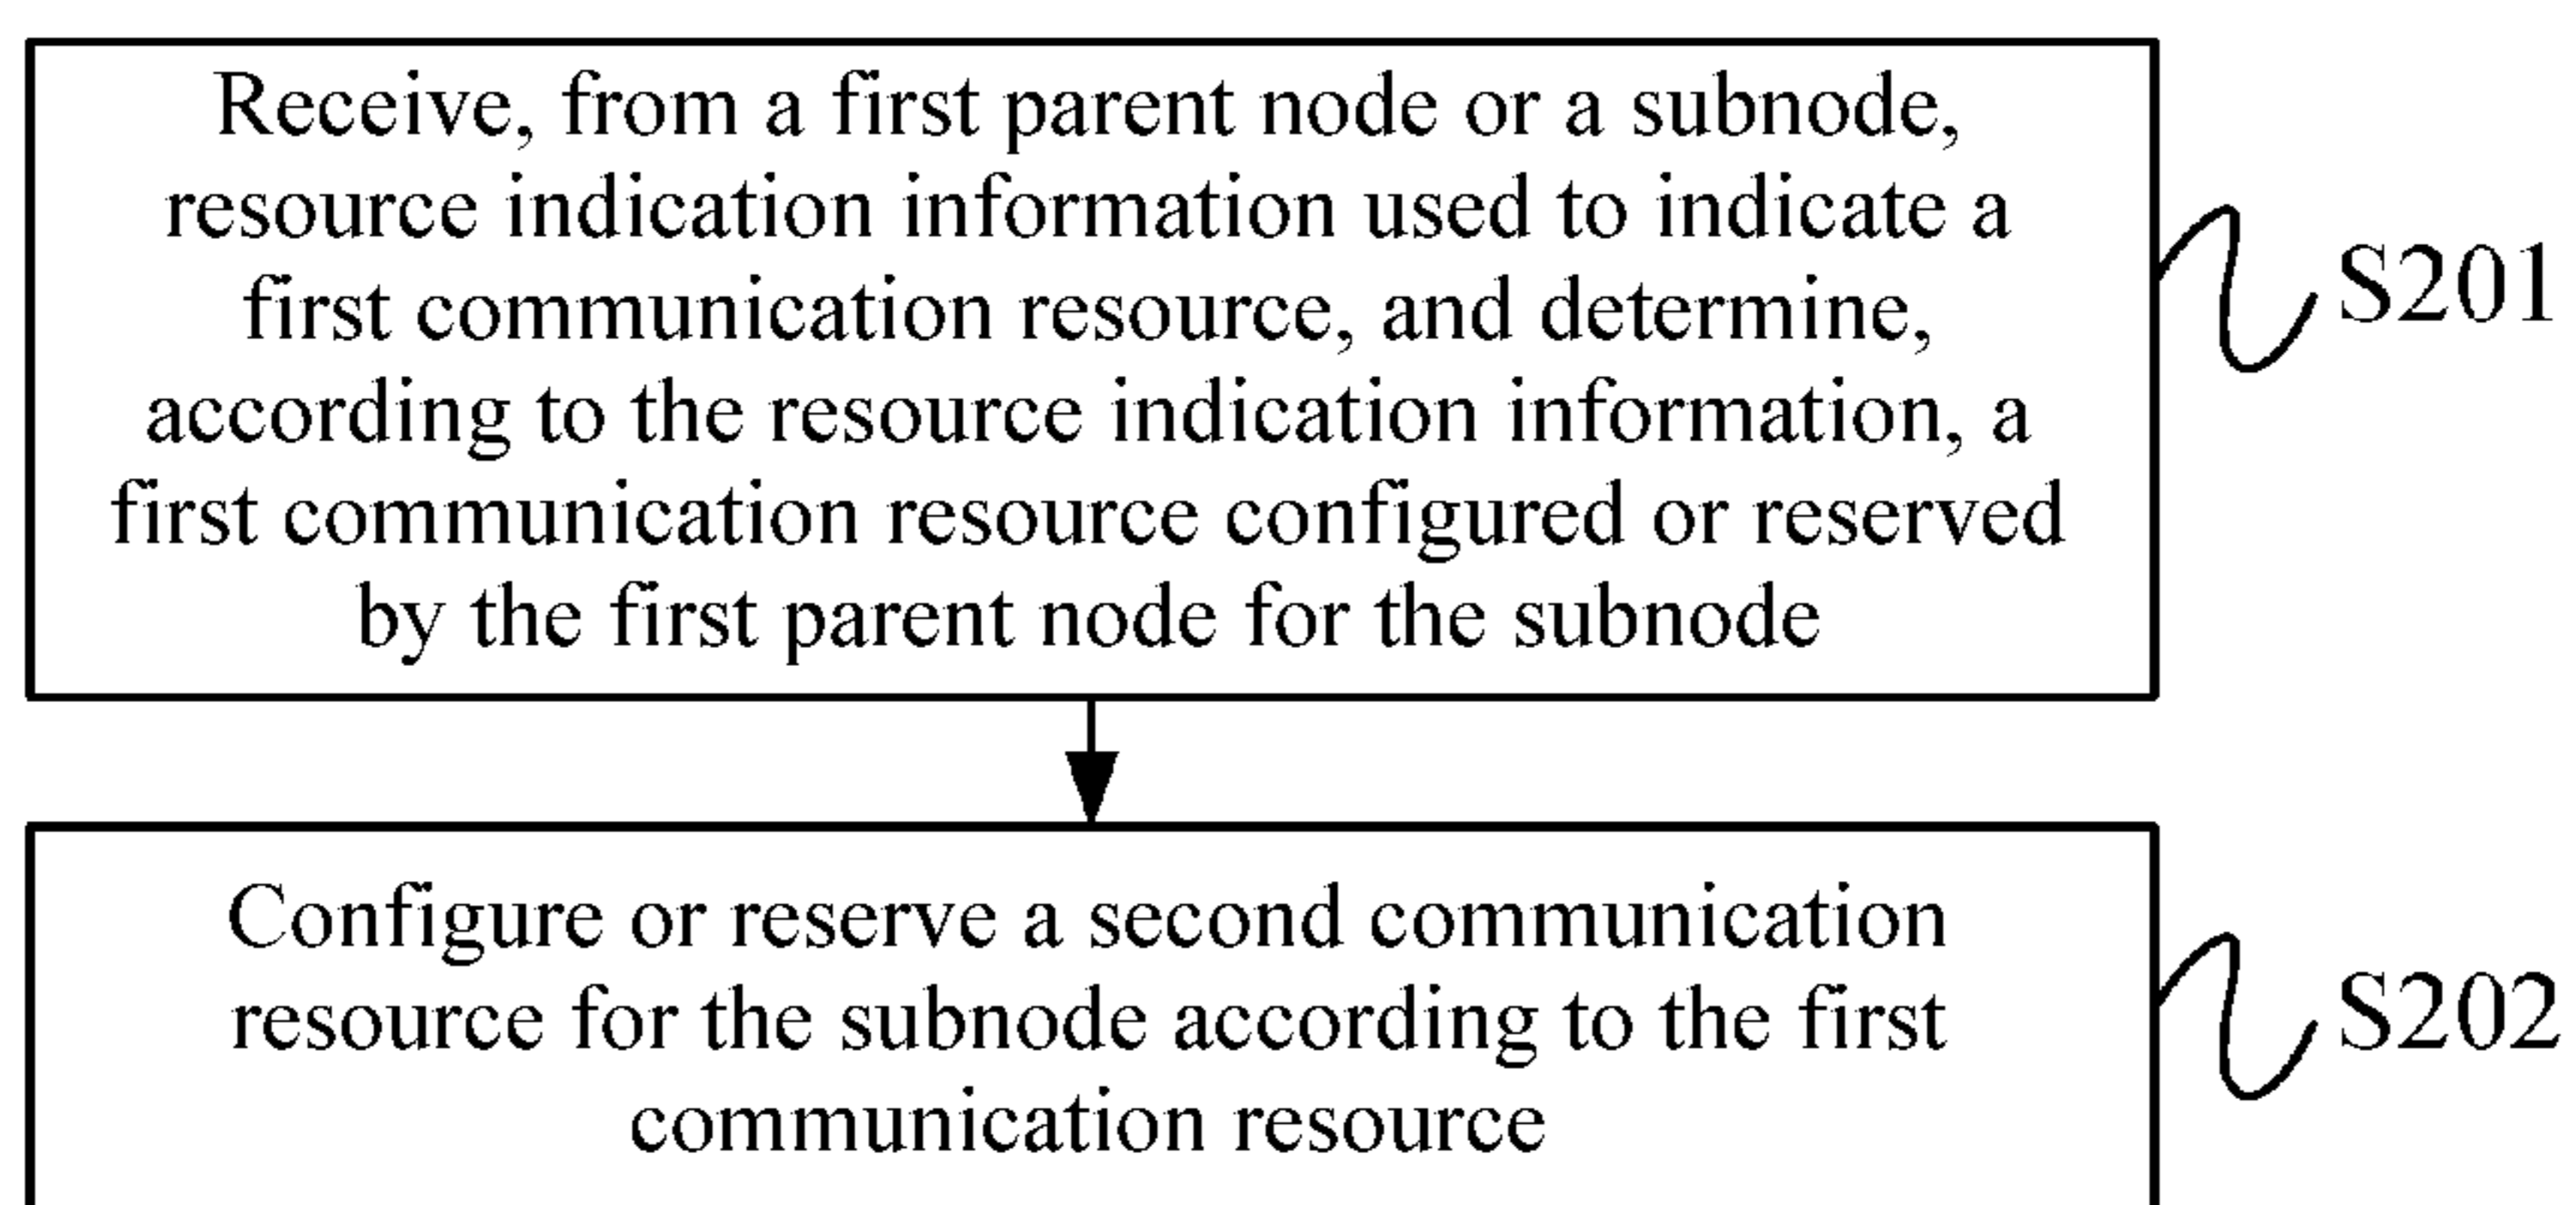 Receive, from a first parent node or a subnode,
resource indication information used to indicate a
first communication resource, and determine,
according to the resource indication information, a
first communication resource configured or reserved
by the first parent node for the subnode
S201
Configure or reserve a second communication
resource for the subnode according to the first
communication resource
S202